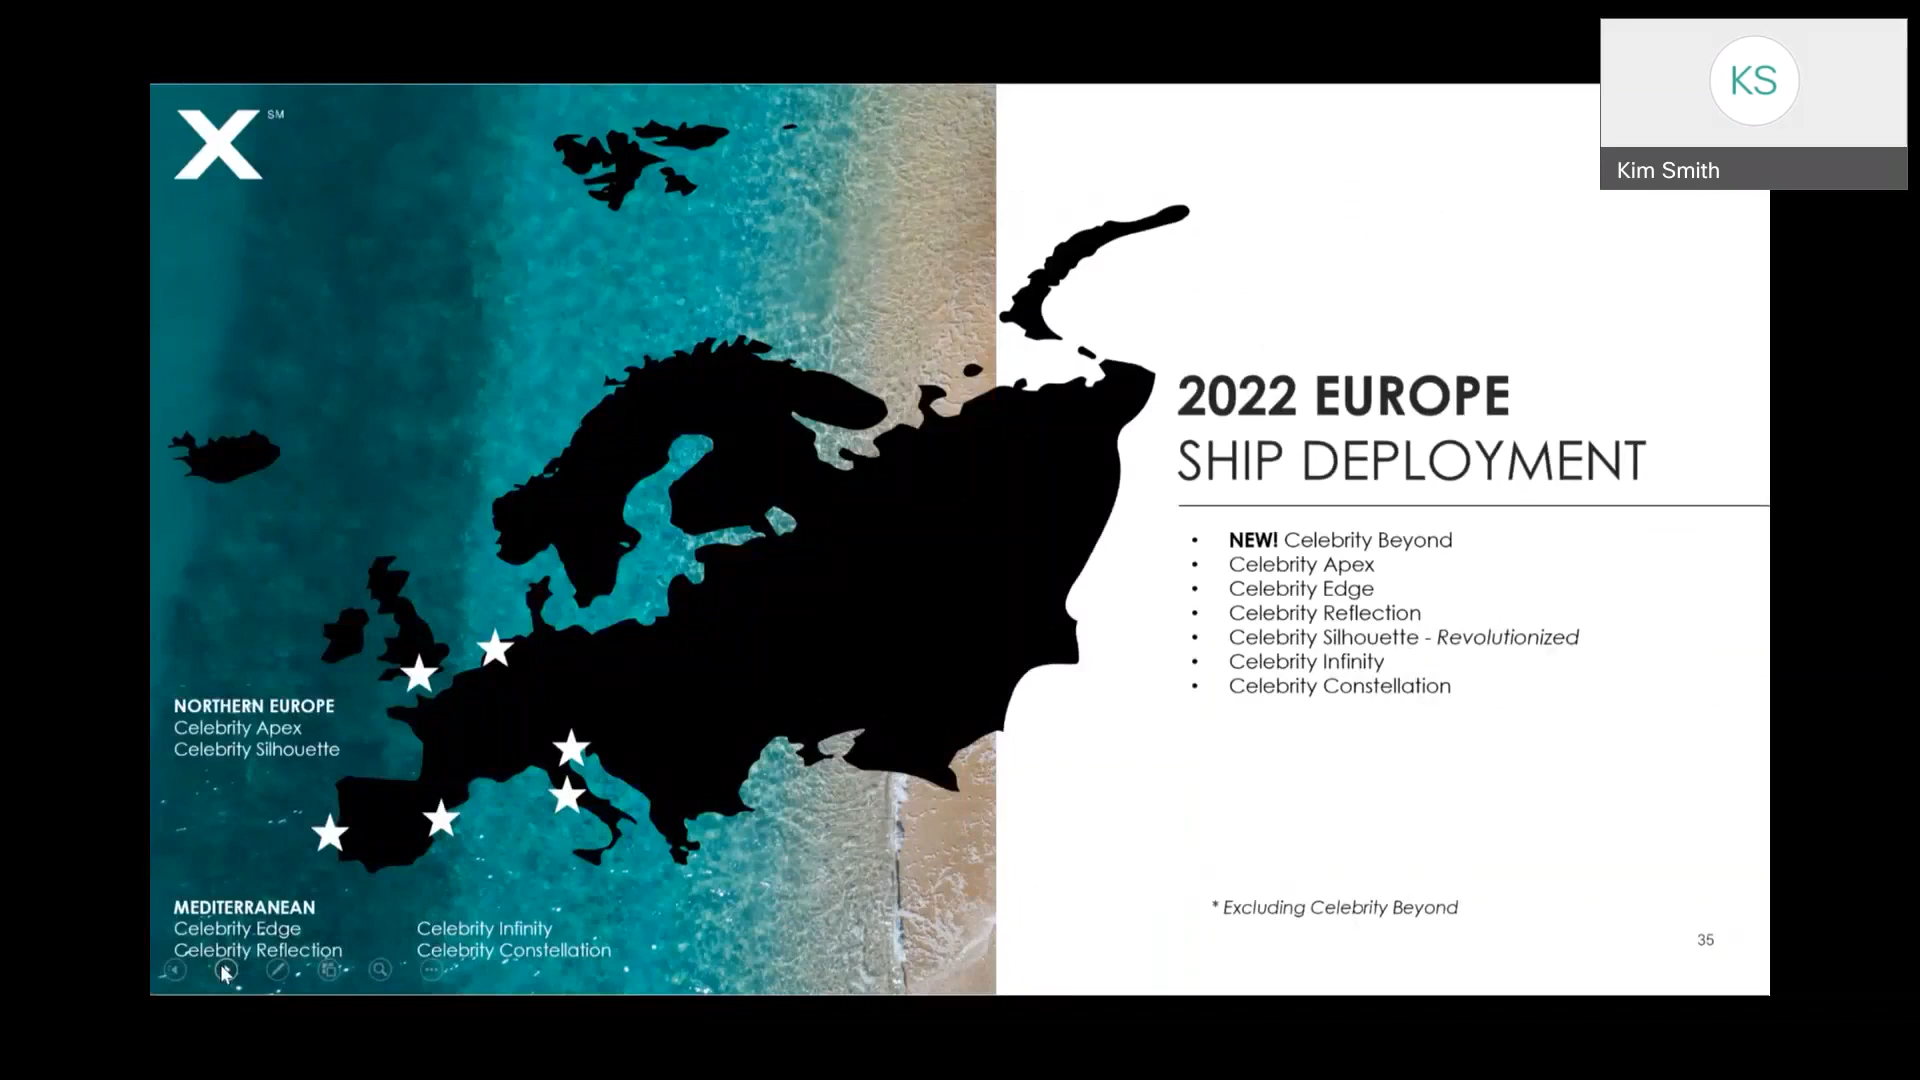 X SM
NORTHERN EUROPE
Celebrity Apex
Celebrity Silhouette
MEDITERRANEAN
Celebrity Edge
Celebrity Reflection
Celebrity Infinity
Celebrity Constellation
KS
Kim Smith
2022 EUROPE
SHIP DEPLOYMENT
• NEW! Celebrity Beyond
• Celebrity Apex
• Celebrity Edge
• Celebrity Reflection
• Celebrity Silhouette - Revolutionized
• Celebrity Infinity
• Celebrity Constellation
* Excluding Celebrity Beyond
35